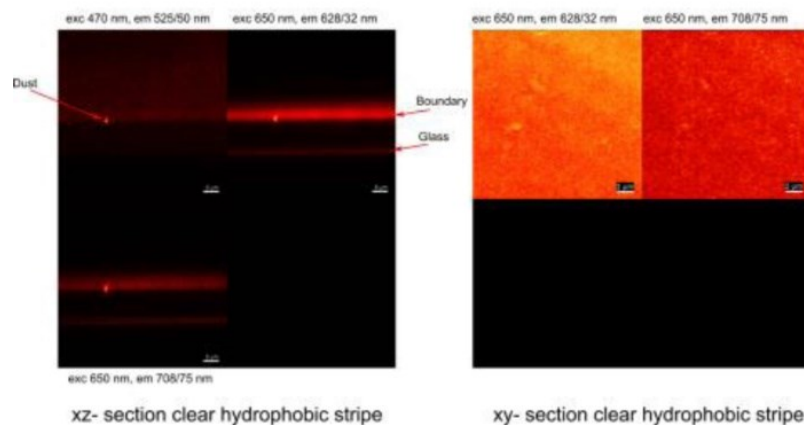 exc 470 nm, em 525/50 nm
exc 650 nm, em 628/32 nm
exc 650 nm, em 628/32 nm
exc 650 nm, em 708/75 nm
Dust
Boundary
Glass
exc 650 nm, em 708/75 nm
xz- section clear hydrophobic stripe
xy- section clear hydrophobic stripe